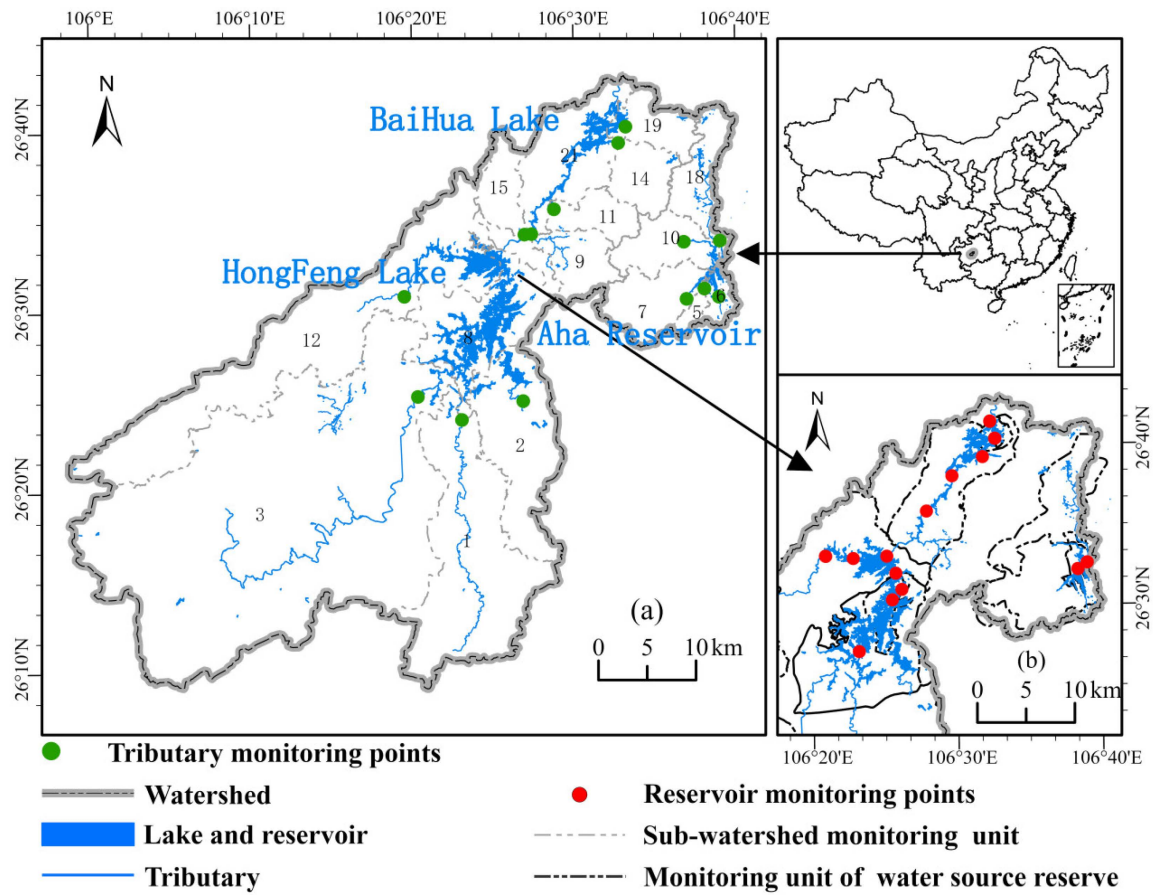 106°E
106°10′E
106°20′E
106°30′E
106°40′E
26°40′N
26°30′N
26°20′N
26°10′N
N
BaiHua Lake
HongFeng Lake
Aha Reservoir
19
21
18
15
14
11
10
9
7
5
6
12
8
2
3
1
(a)
0 5 10 km
N
26°40′N
26°30′N
(b)
0 5 10 km
106°20′E
106°30′E
106°40′E
Tributary monitoring points
Watershed
Reservoir monitoring points
Lake and reservoir
Sub-watershed monitoring unit
Tributary
Monitoring unit of water source reserve